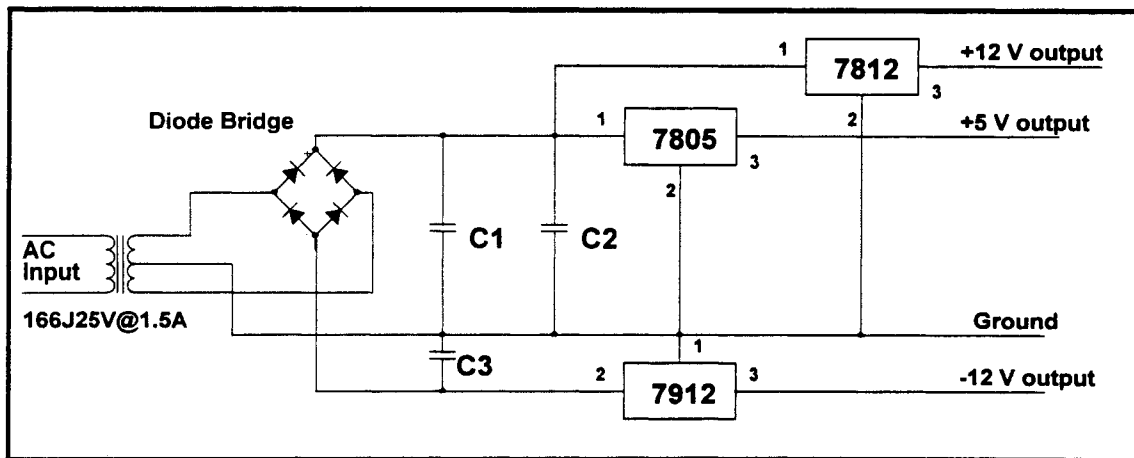 1
7812
+12 V output
3
2
Diode Bridge
+
1
7805
+5 V output
3
2
C1
C2
AC
Input
166J25V@1.5A
Ground
1
C3
2
7912
3
-12 V output